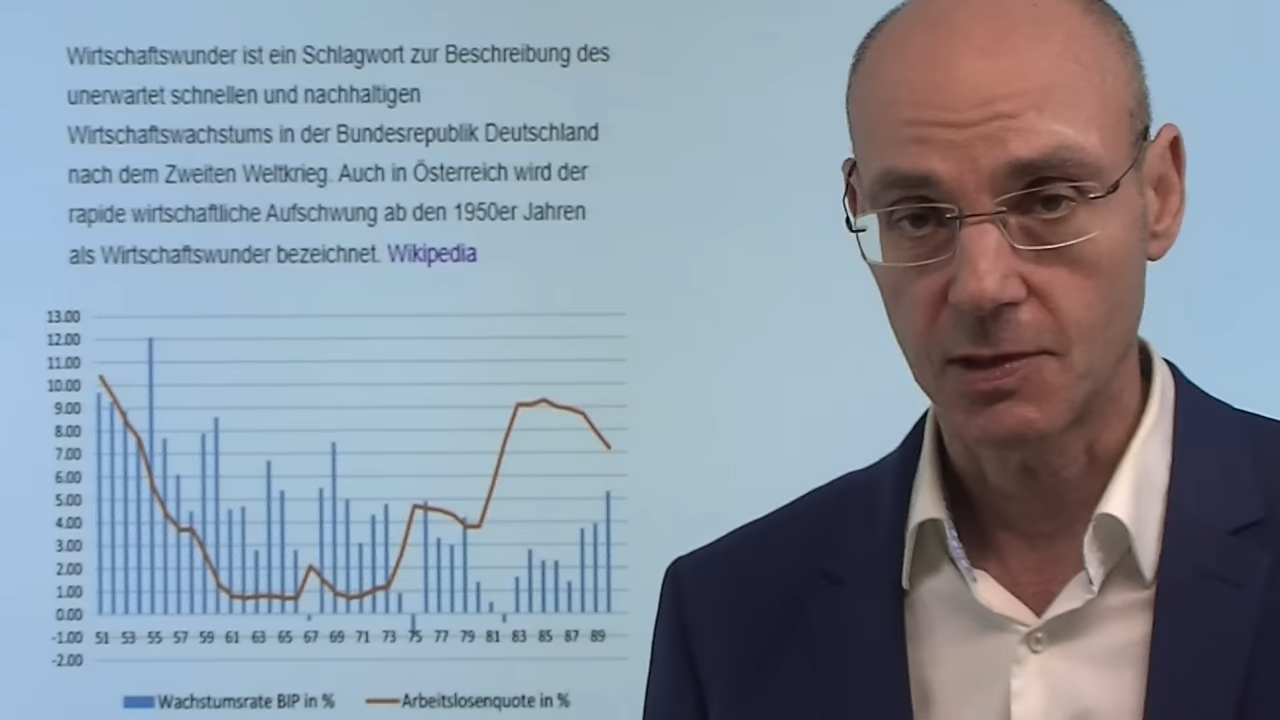 Wirtschaftswunder ist ein Schlagwort zur Beschreibung des
unerwartet schnellen und nachhaltigen
Wirtschaftswachstums in der Bundesrepublik Deutschland
nach dem Zweiten Weltkrieg. Auch in Österreich wird der
rapide wirtschaftliche Aufschwung ab den 1950er Jahren
als Wirtschaftswunder bezeichnet. Wikipedia
13.00
12.00
11.00
10.00
9.00
8.00
7.00
6.00
5.00
4.00
3.00
2.00
1.00
0.00
-1.00
51 53 55 57 59 61 63 65 67 69 71 73 75 77 79 81 83 85 87 89
-2.00
Wachstumsrate BIP in % Arbeitslosenquote in %